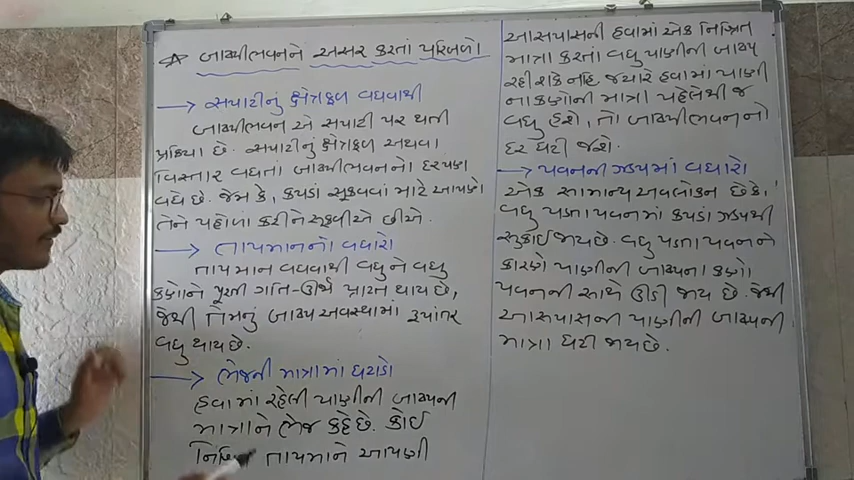 ☆ બાષ્પીભવનને અસર કરતાં પરિબળો
→ સપાટીનું ક્ષેત્રફળ વધવાથી
બાષ્પીભવન એ સપાટી પર થતી
પ્રક્રિયા છે. સપાટીનું ક્ષેત્રફળ અથવા
વિસ્તાર વધતાં બાષ્પીભવનનો દર પણ
વધે છે. જેમ કે, કપડાં સૂકવવાં માટે આપણે
તેને પહોળાં કરીને સૂકવીએ છીએ.
→ તાપમાનનો વધારો
તાપમાન વધવાથી વધુ ને વધુ
કણોને પૂરતી ગતિ-ઊર્જા પ્રાપ્ત થાય છે,
જેથી તેમનું બાષ્પ અવસ્થામાં રૂપાંતર
વધુ થાય છે.
→ ભેજની માત્રામાં ઘટાડો
હવામાં રહેલી પાણીની બાષ્પની
માત્રાને ભેજ કહે છે. કોઈ
તાપમાને આપણી
આસપાસની હવામાં એક નિશ્ચિત
માત્રા કરતાં વધુ પાણીની બાષ્પ
રહી શકે નહિ જ્યારે હવામાં પાણી
ના કણોની માત્રા પહેલેથી જ
વધુ હશે, તો બાષ્પીભવનનો
દર ઘટી જશે.
→ પવનની ઝડપમાં વધારો
એક સામાન્ય અવલોકન છે કે,
વધુ પડતા પવનમાં કપડાં ઝડપથી
સૂકાઈ જાય છે. વધુ પડતા પવનને
કારણે પાણીની બાષ્પના કણો
પવનની સાથે ઊડી જાય છે. જેથી
આસપાસની પાણીની બાષ્પની
માત્રા ઘટી જાય છે.